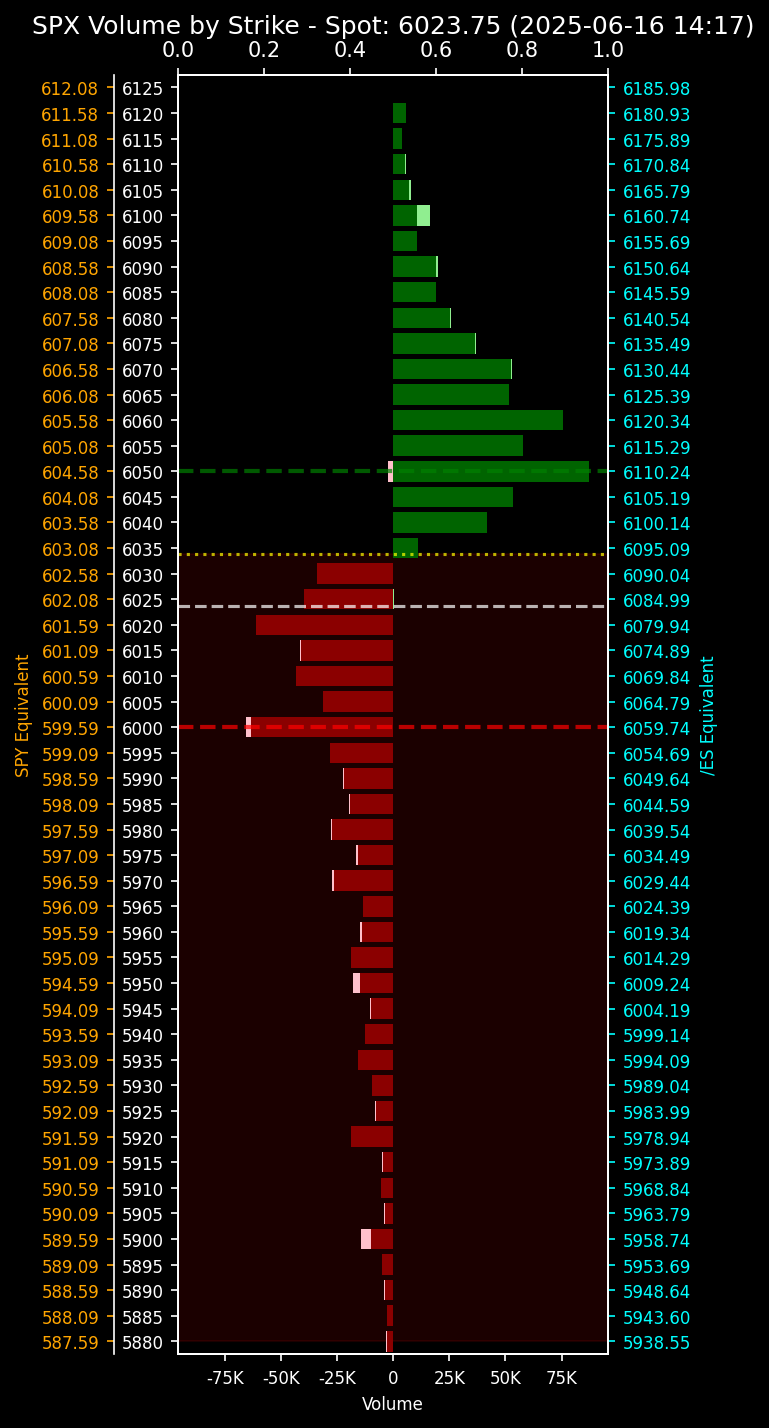 SPX Volume by Strike - Spot: 6023.75 (2025-06-16 14:17)
0.0 0.2 0.4 0.6 0.8 1.0
612.08 6125 6185.98
611.58 6120 6180.93
611.08 6115 6175.89
610.58 6110 6170.84
610.08 6105 6165.79
609.58 6100 6160.74
609.08 6095 6155.69
608.58 6090 6150.64
608.08 6085 6145.59
607.58 6080 6140.54
607.08 6075 6135.49
606.58 6070 6130.44
606.08 6065 6125.39
605.58 6060 6120.34
605.08 6055 6115.29
604.58 6050 6110.24
604.08 6045 6105.19
603.58 6040 6100.14
603.08 6035 6095.09
602.58 6030 6090.04
602.08 6025 6084.99
601.59 6020 6079.94
601.09 6015 6074.89
600.59 6010 6069.84
600.09 6005 6064.79
599.59 6000 6059.74
599.09 5995 6054.69
598.59 5990 6049.64
598.09 5985 6044.59
597.59 5980 6039.54
597.09 5975 6034.49
596.59 5970 6029.44
596.09 5965 6024.39
595.59 5960 6019.34
595.09 5955 6014.29
594.59 5950 6009.24
594.09 5945 6004.19
593.59 5940 5999.14
593.09 5935 5994.09
592.59 5930 5989.04
592.09 5925 5983.99
591.59 5920 5978.94
591.09 5915 5973.89
590.59 5910 5968.84
590.09 5905 5963.79
589.59 5900 5958.74
589.09 5895 5953.69
588.59 5890 5948.64
588.09 5885 5943.60
587.59 5880 5938.55
SPY Equivalent
/ES Equivalent
-75K -50K -25K 0 25K 50K 75K
Volume